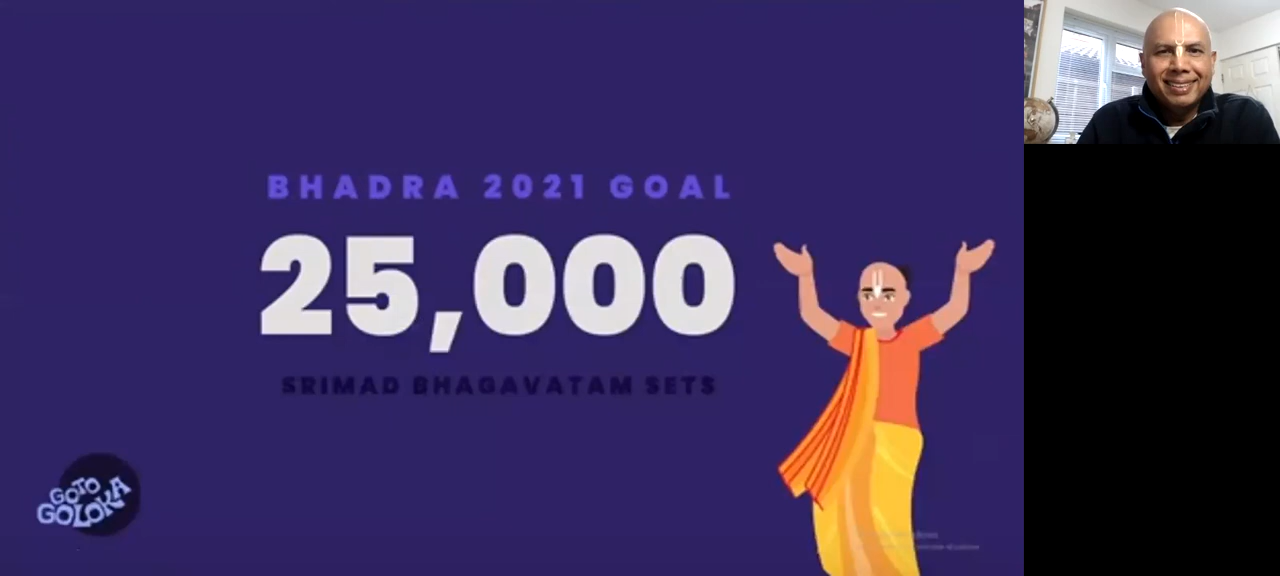 BHADRA 2021 GOAL
25,000
SRIMAD BHAGAVATAM SETS
GOTO
GOLOKA